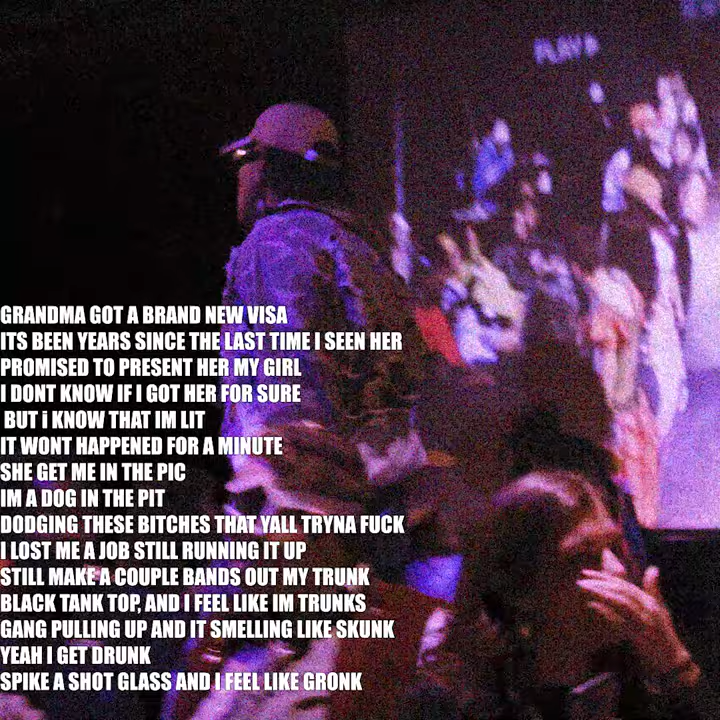 GRANDMA GOT A BRAND NEW VISA
ITS BEEN YEARS SINCE THE LAST TIME I SEEN HER
PROMISED TO PRESENT HER MY GIRL
I DONT KNOW IF I GOT HER FOR SURE
BUT i KNOW THAT IM LIT
IT WONT HAPPENED FOR A MINUTE
SHE GET ME IN THE PIC
IM A DOG IN THE PIT
DODGING THESE BITCHES THAT YALL TRYNA FUCK
I LOST ME A JOB STILL RUNNING IT UP
STILL MAKE A COUPLE BANDS OUT MY TRUNK
BLACK TANK TOP, AND I FEEL LIKE IM TRUNKS
GANG PULLING UP AND IT SMELLING LIKE SKUNK
YEAH I GET DRUNK
SPIKE A SHOT GLASS AND I FEEL LIKE GRONK